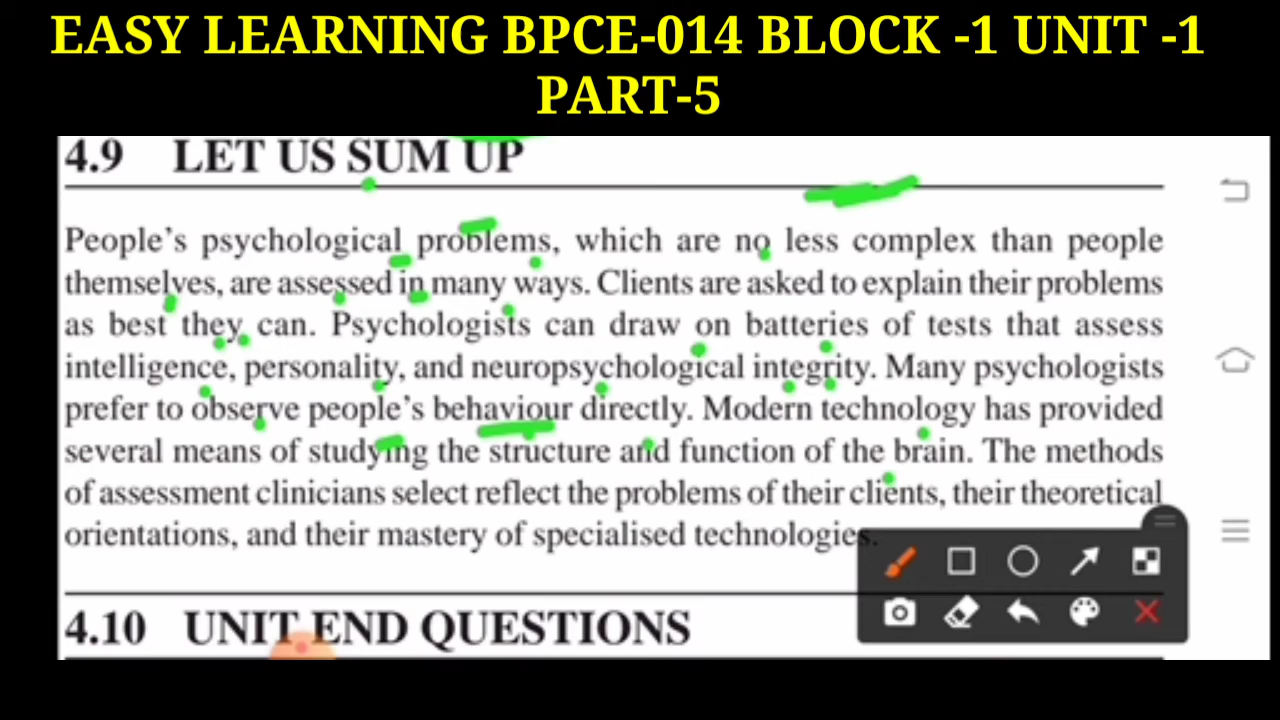 EASY LEARNING BPCE-014 BLOCK -1 UNIT -1
PART-5
4.9 LET US SUM UP
People's psychological problems, which are no less complex than people
themselves, are assessed in many ways. Clients are asked to explain their problems
as best they can. Psychologists can draw on batteries of tests that assess
intelligence, personality, and neuropsychological integrity. Many psychologists
prefer to observe people's behaviour directly. Modern technology has provided
several means of studying the structure and function of the brain. The methods
of assessment clinicians select reflect the problems of their clients, their theoretical
orientations, and their mastery of specialised technologies.
4.10 UNIT END QUESTIONS